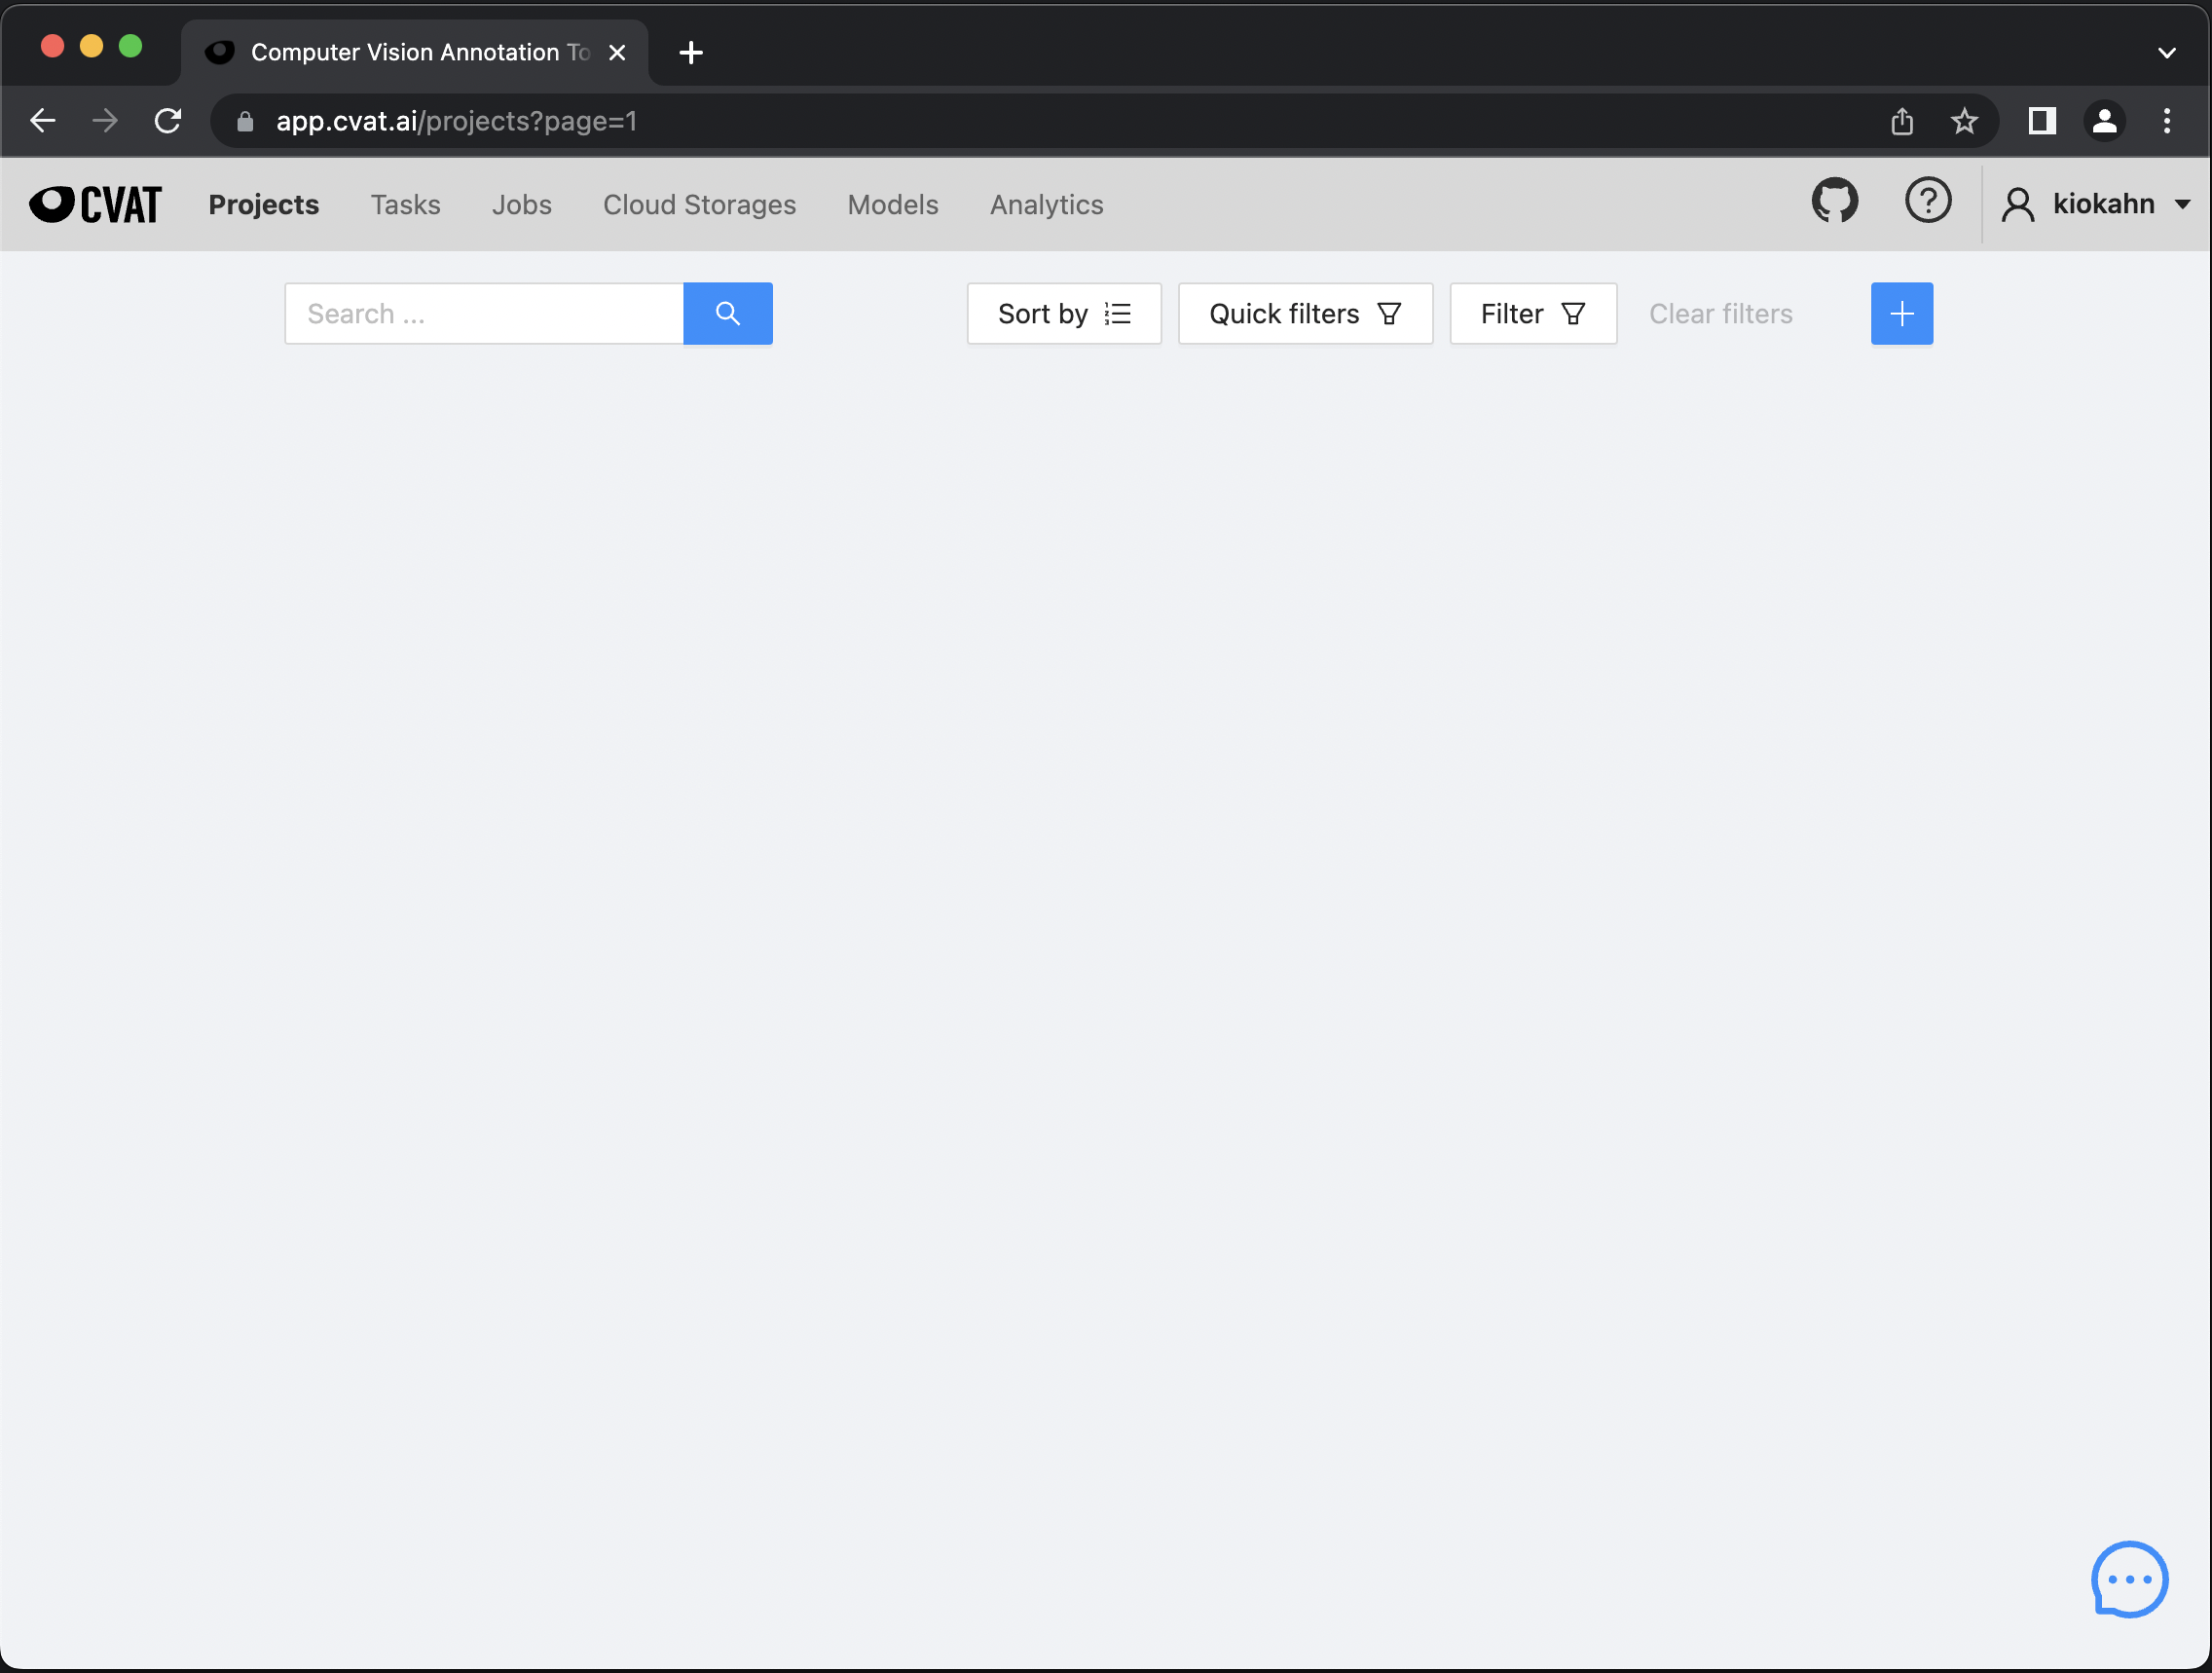 Computer Vision Annotation To
app.cvat.ai/projects?page=1
CVAT Projects Tasks Jobs Cloud Storages Models Analytics kiokahn
Search ... Sort by Quick filters Filter Clear filters